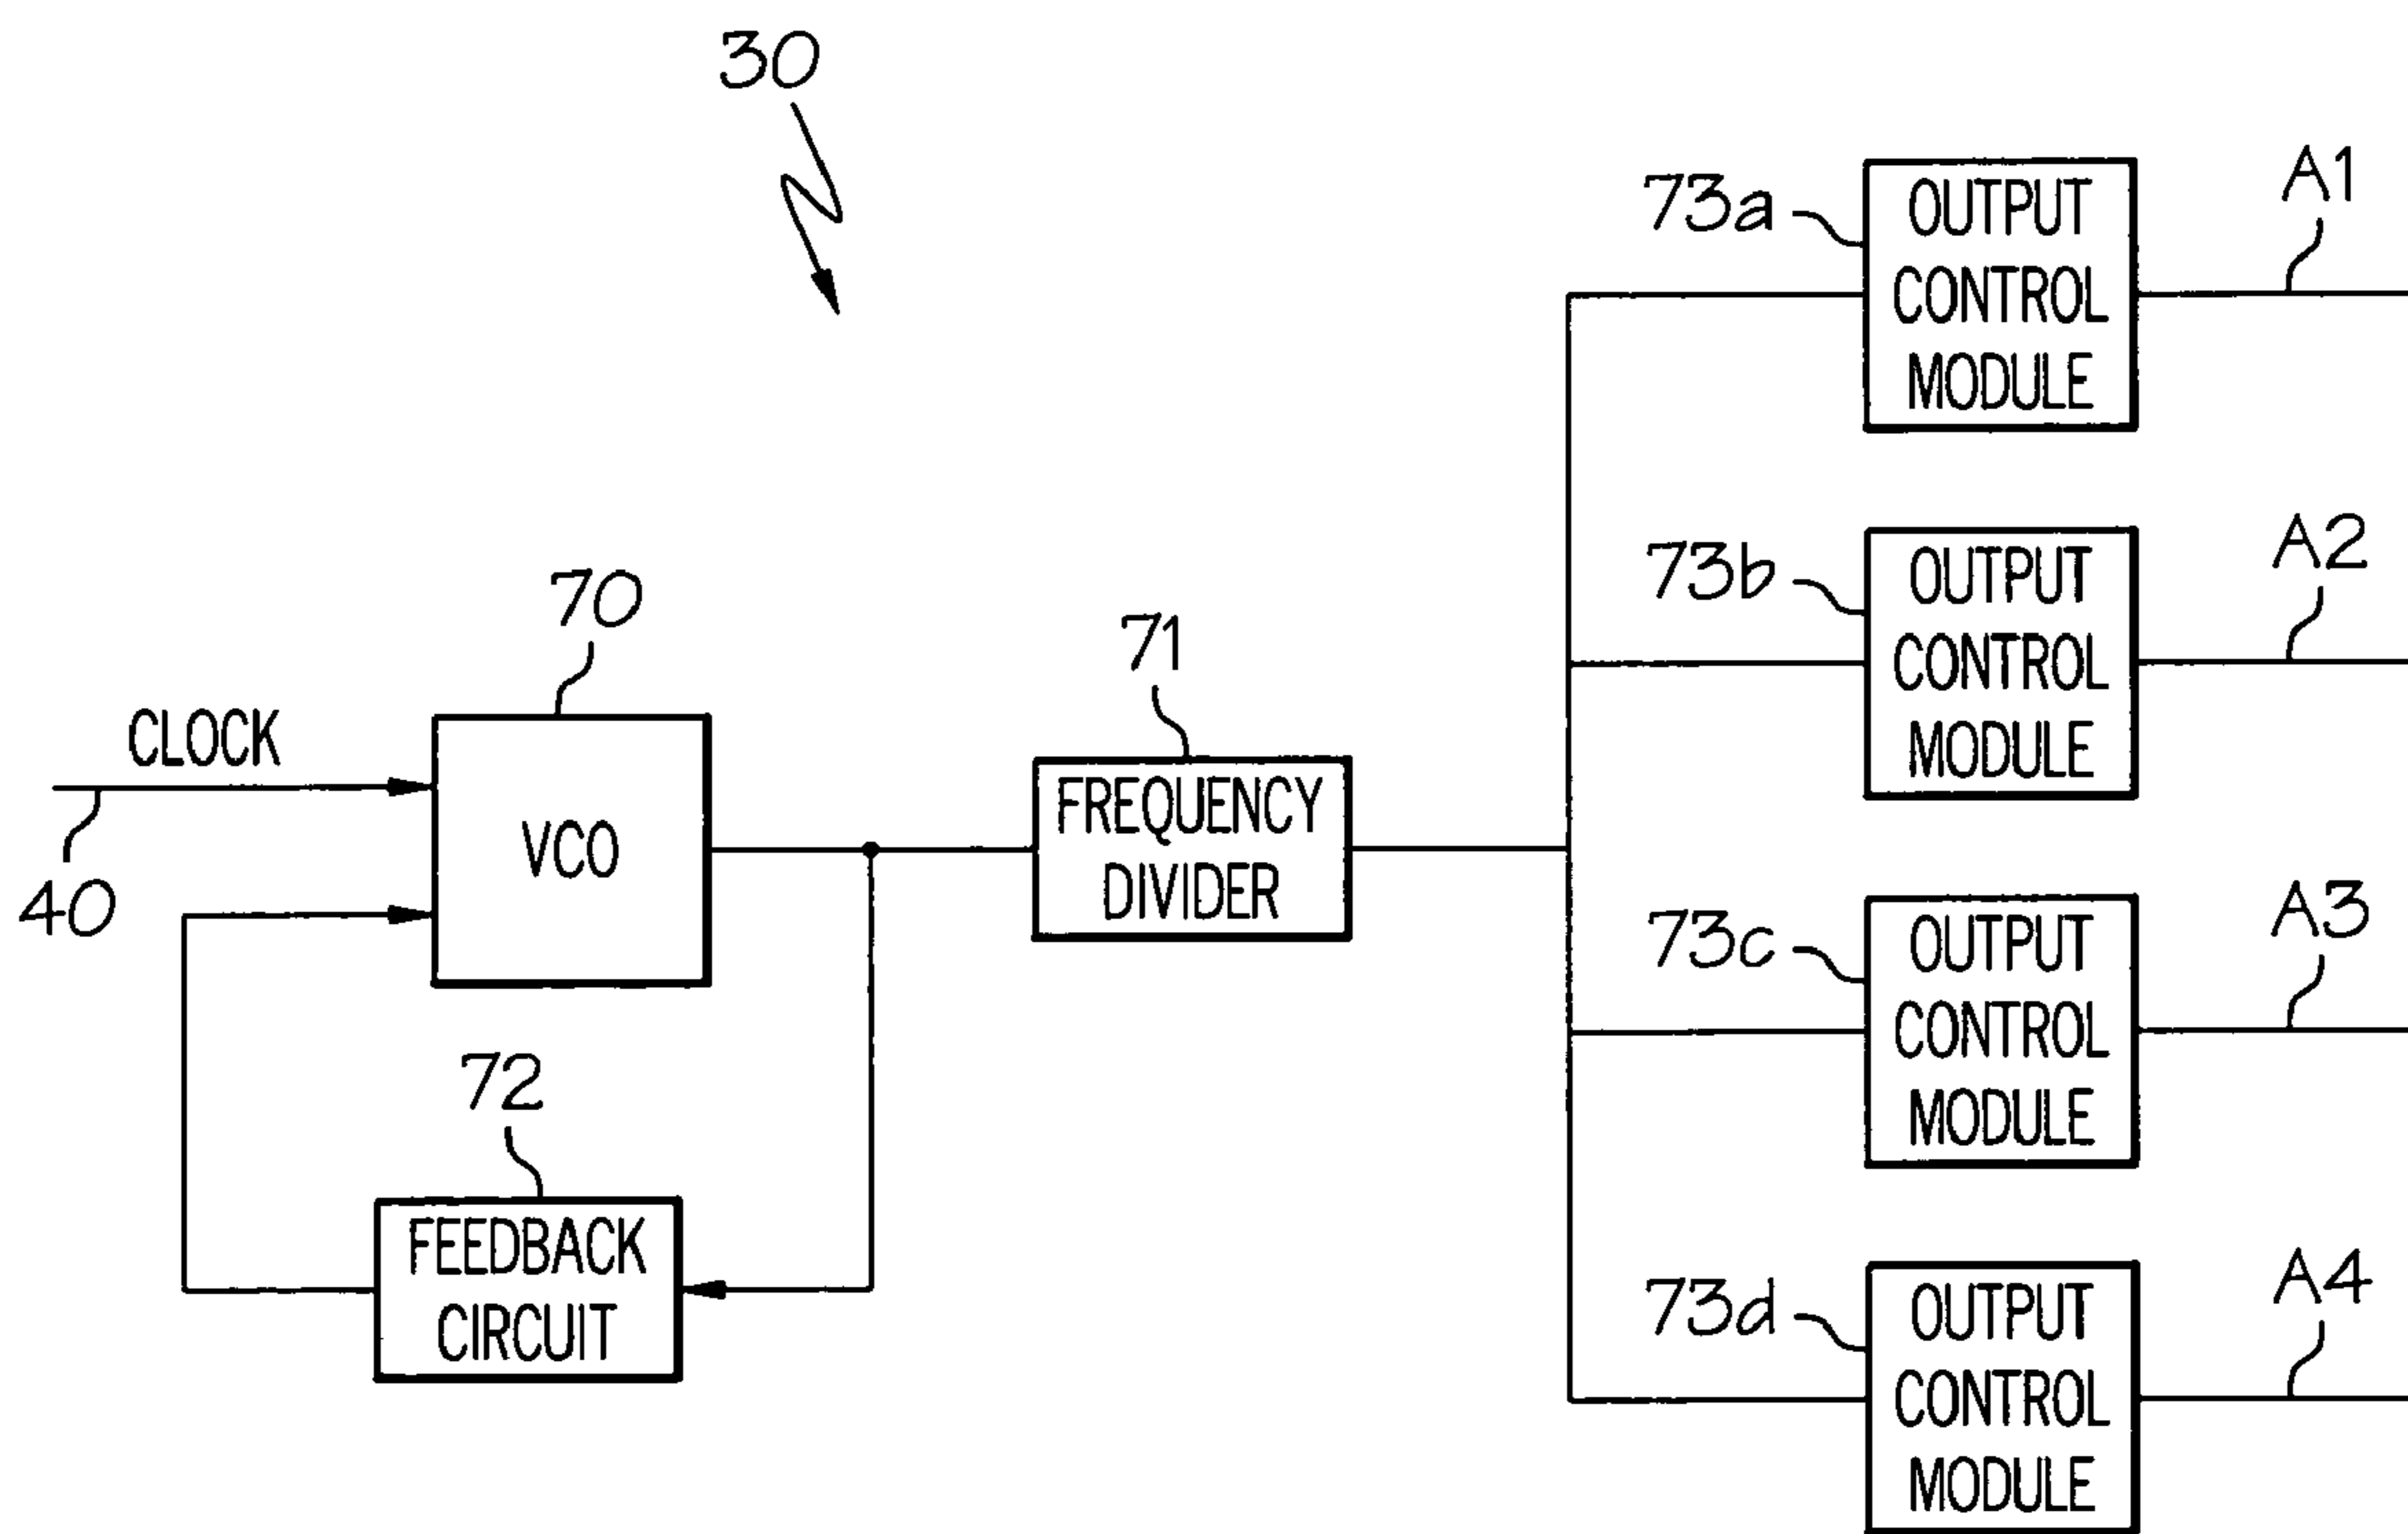 30
73a
OUTPUT
CONTROL
MODULE
A1
73b
OUTPUT
CONTROL
MODULE
A2
70
71
CLOCK
40
VCO
FREQUENCY
DIVIDER
73c
OUTPUT
CONTROL
MODULE
A3
72
FEEDBACK
CIRCUIT
73d
OUTPUT
CONTROL
MODULE
A4